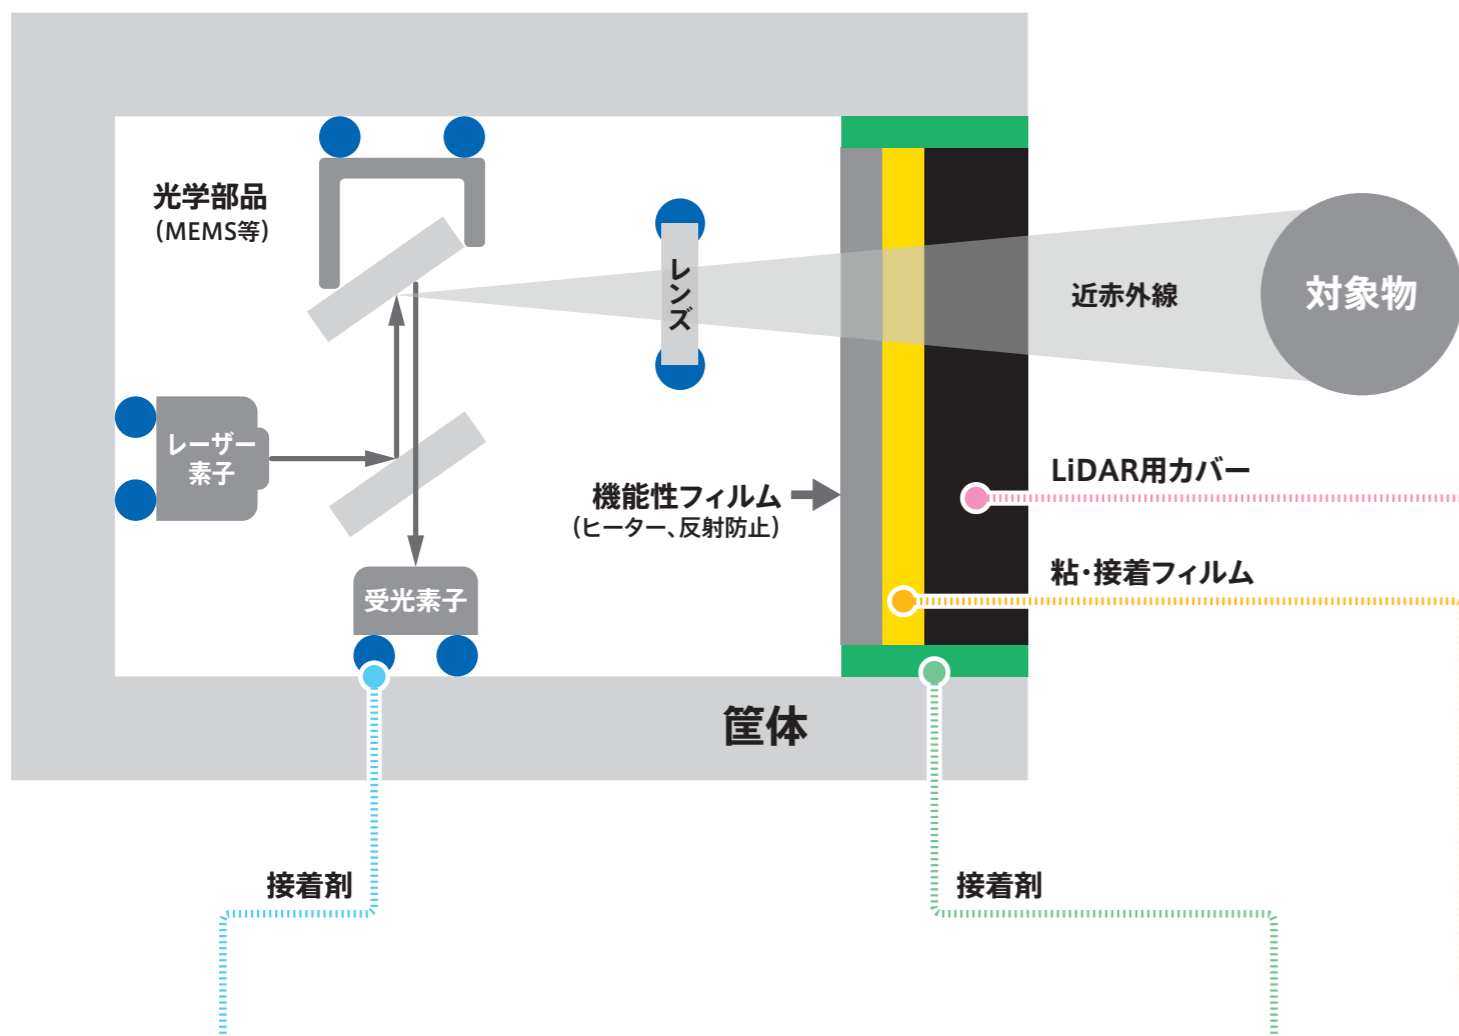 光学部品
（MEMS等）
レンズ
近赤外線
対象物
レーザー
素子
LiDAR用カバー
機能性フィルム
（ヒーター、反射防止）
粘・接着フィルム
受光素子
筐体
接着剤
接着剤